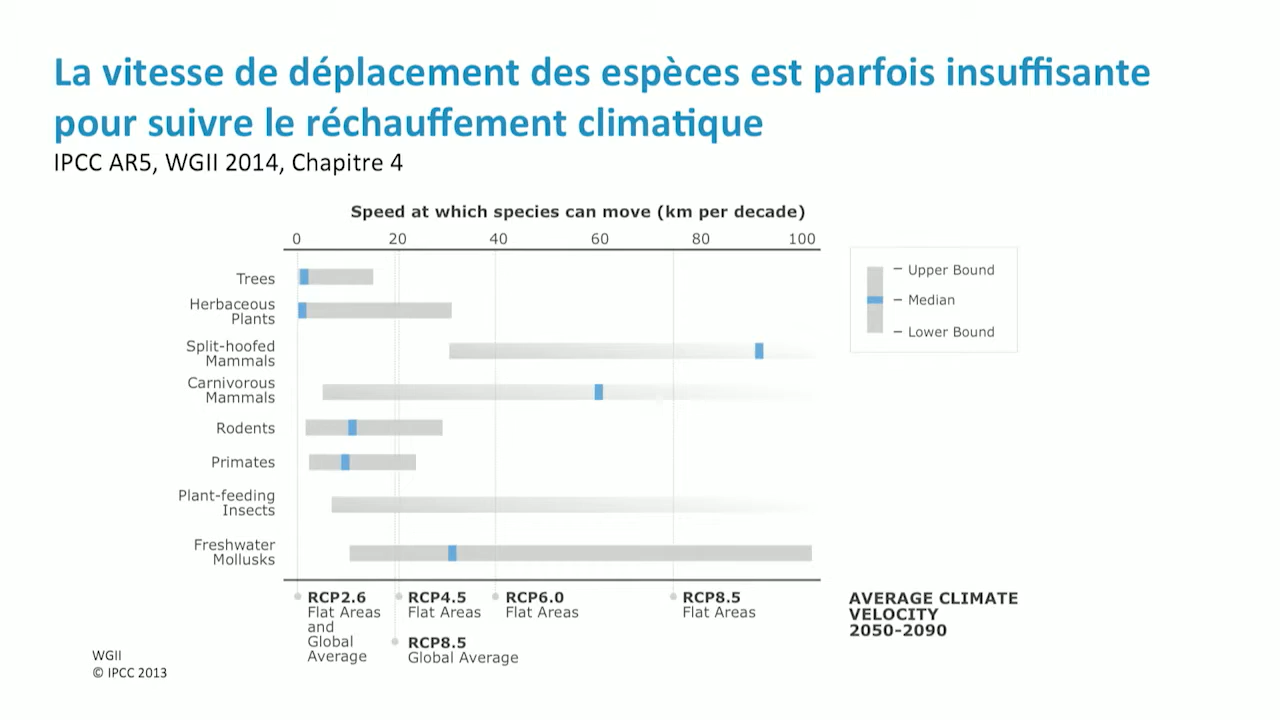 La vitesse de déplacement des espèces est parfois insuffisante
pour suivre le réchauffement climatique
IPCC AR5, WGII 2014, Chapitre 4
Speed at which species can move (km per decade)
0 20 40 60 80 100
Trees
Herbaceous
Plants
Split-hoofed
Mammals
Carnivorous
Mammals
Rodents
Primates
Plant-feeding
Insects
Freshwater
Mollusks
Upper Bound
Median
Lower Bound
RCP2.6
Flat Areas
and
Global
Average
RCP4.5
Flat Areas
RCP8.5
Global Average
RCP6.0
Flat Areas
RCP8.5
Flat Areas
AVERAGE CLIMATE
VELOCITY
2050-2090
WGII
© IPCC 2013